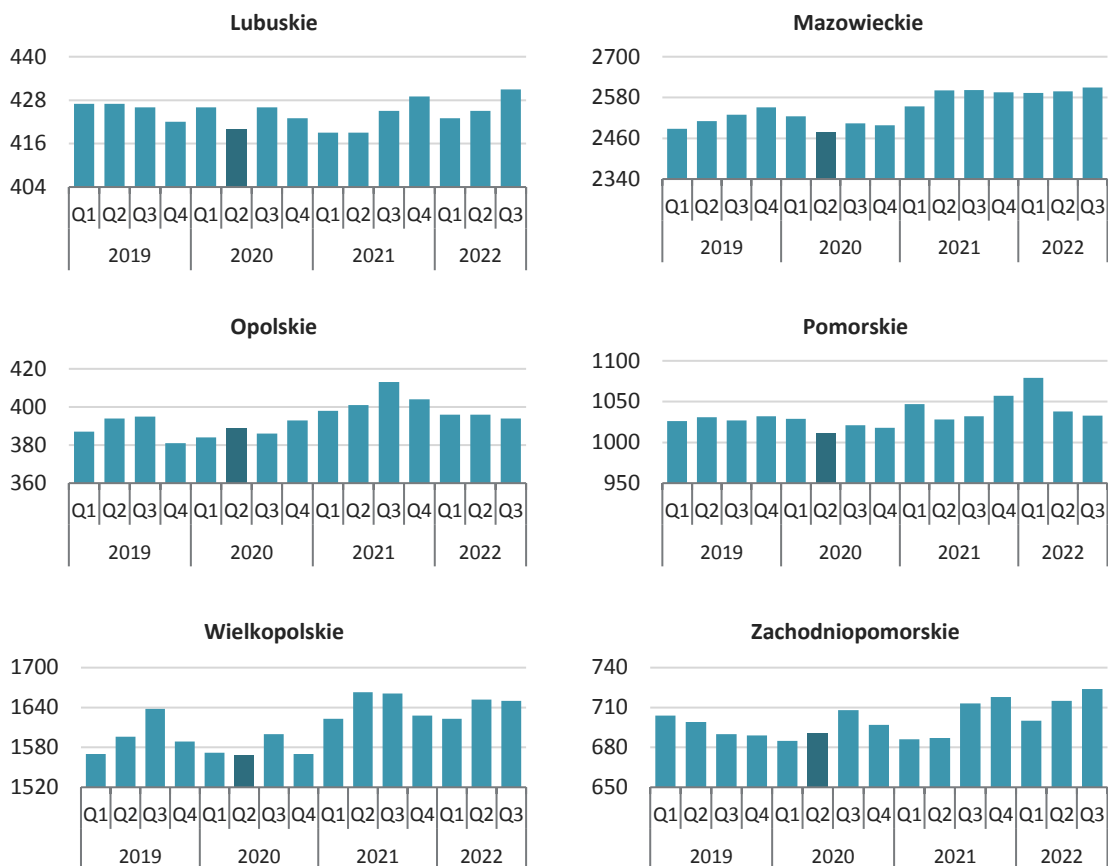 Lubuskie
440
428
416
404
Q1 Q2 Q3 Q4 Q1 Q2 Q3 Q4 Q1 Q2 Q3 Q4 Q1 Q2 Q3
2019 2020 2021 2022
Mazowieckie
2700
2580
2460
2340
Q1 Q2 Q3 Q4 Q1 Q2 Q3 Q4 Q1 Q2 Q3 Q4 Q1 Q2 Q3
2019 2020 2021 2022
Opolskie
420
400
380
360
Q1 Q2 Q3 Q4 Q1 Q2 Q3 Q4 Q1 Q2 Q3 Q4 Q1 Q2 Q3
2019 2020 2021 2022
Pomorskie
1100
1050
1000
950
Q1 Q2 Q3 Q4 Q1 Q2 Q3 Q4 Q1 Q2 Q3 Q4 Q1 Q2 Q3
2019 2020 2021 2022
Wielkopolskie
1700
1640
1580
1520
Q1 Q2 Q3 Q4 Q1 Q2 Q3 Q4 Q1 Q2 Q3 Q4 Q1 Q2 Q3
2019 2020 2021 2022
Zachodniopomorskie
740
710
680
650
Q1 Q2 Q3 Q4 Q1 Q2 Q3 Q4 Q1 Q2 Q3 Q4 Q1 Q2 Q3
2019 2020 2021 2022